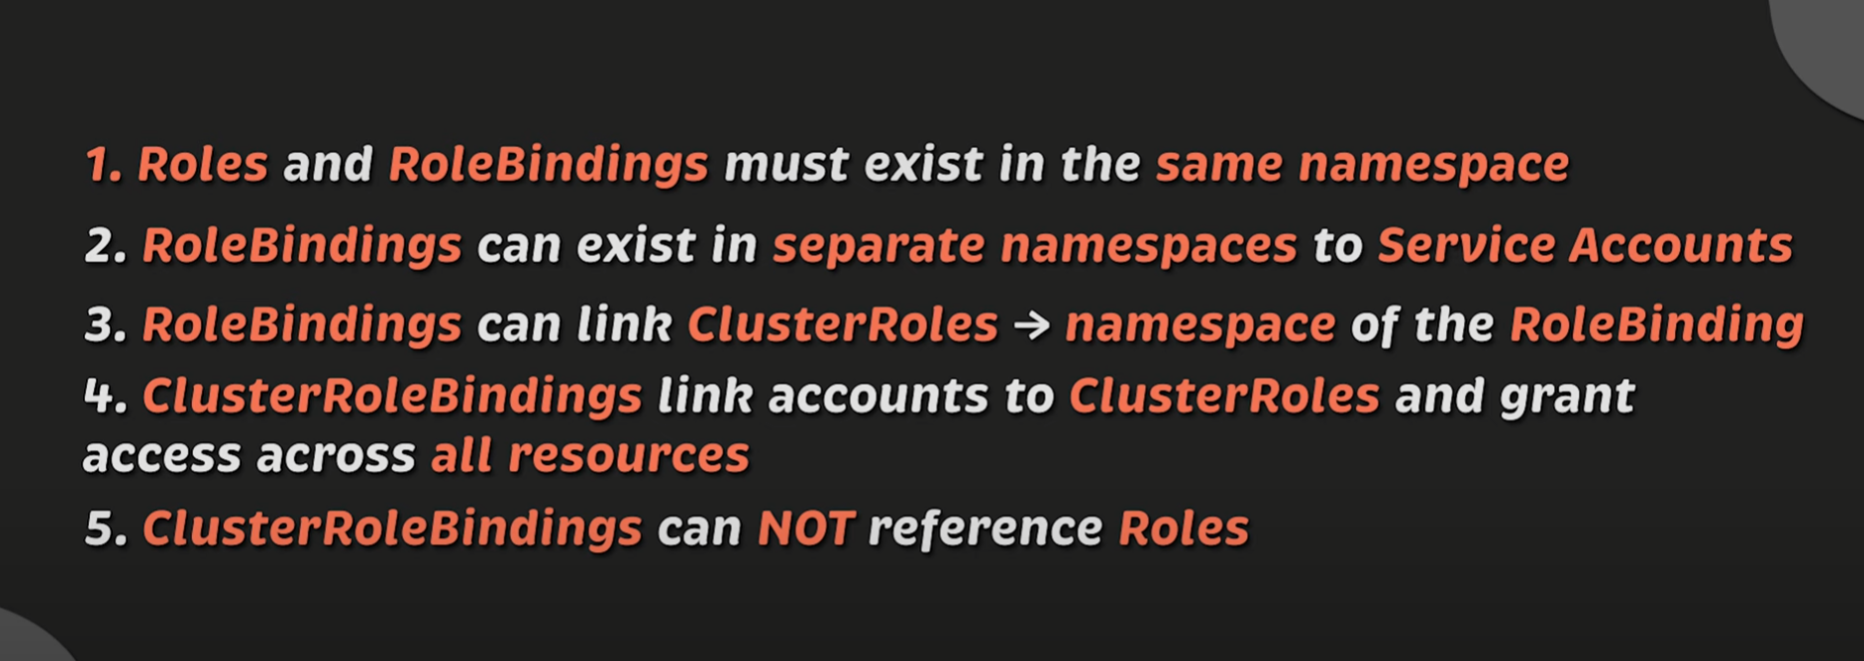 1. Roles and RoleBindings must exist in the same namespace
2. RoleBindings can exist in separate namespaces to Service Accounts
3. RoleBindings can link ClusterRoles → namespace of the RoleBinding
4. ClusterRoleBindings link accounts to ClusterRoles and grant
access across all resources
5. ClusterRoleBindings can NOT reference Roles